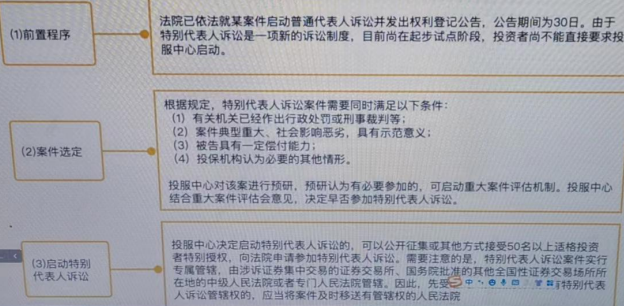 (1)前置程序
法院已依法就某案件启动普通代表人诉讼并发出权利登记公告，公告期间为30日。由于
特别代表人诉讼是一项新的诉讼制度，目前尚在起步试点阶段，投资者尚不能直接要求投
服中心启动。
(2)案件选定
根据规定，特别代表人诉讼案件需要同时满足以下条件：
（1）有关机关已经作出行政处罚或刑事裁判等；
（2）案件典型重大、社会影响恶劣，具有示范意义；
（3）被告具有一定偿付能力；
（4）投保机构认为必要的其他情形。
投服中心对该案进行预研，预研认为有必要参加的，可启动重大案件评估机制。投服中心
结合重大案件评估会意见，决定早否参加特别代表人诉讼。
(3)启动特别
代表人诉讼
投服中心决定启动特别代表人诉讼的，可以公开征集或其他方式接受50名以上适格投资
者特别授权，向法院申请参加特别代表人诉讼。需要注意的是，特别代表人诉讼案件实行
专属管辖，由涉诉证券集中交易的证券交易所、国务院批准的其他全国性证券交易场所所
在地的中级人民法院或者专门人民法院管辖。因此，先受 特别代表
人诉讼管辖权的，应当将案件及时移送有管辖权的人民法院